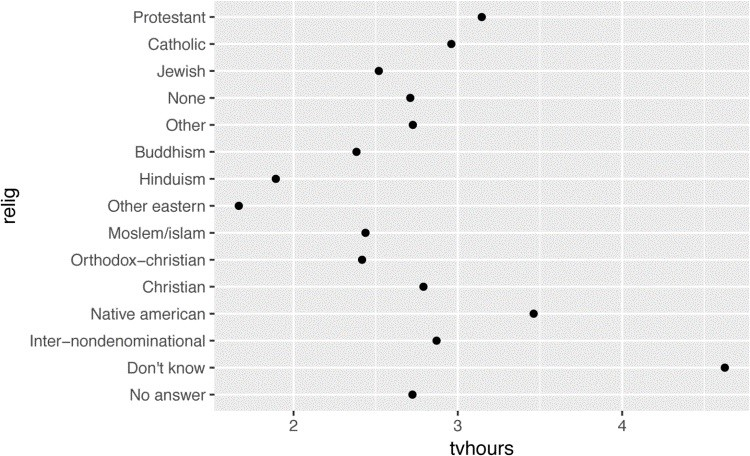 Protestant
Catholic
Jewish
None
Other
Buddhism
Hinduism
Other eastern
Moslem/islam
Orthodox−christian
Christian
Native american
Inter−nondenominational
Don't know
No answer
relig
2 3 4
tvhours